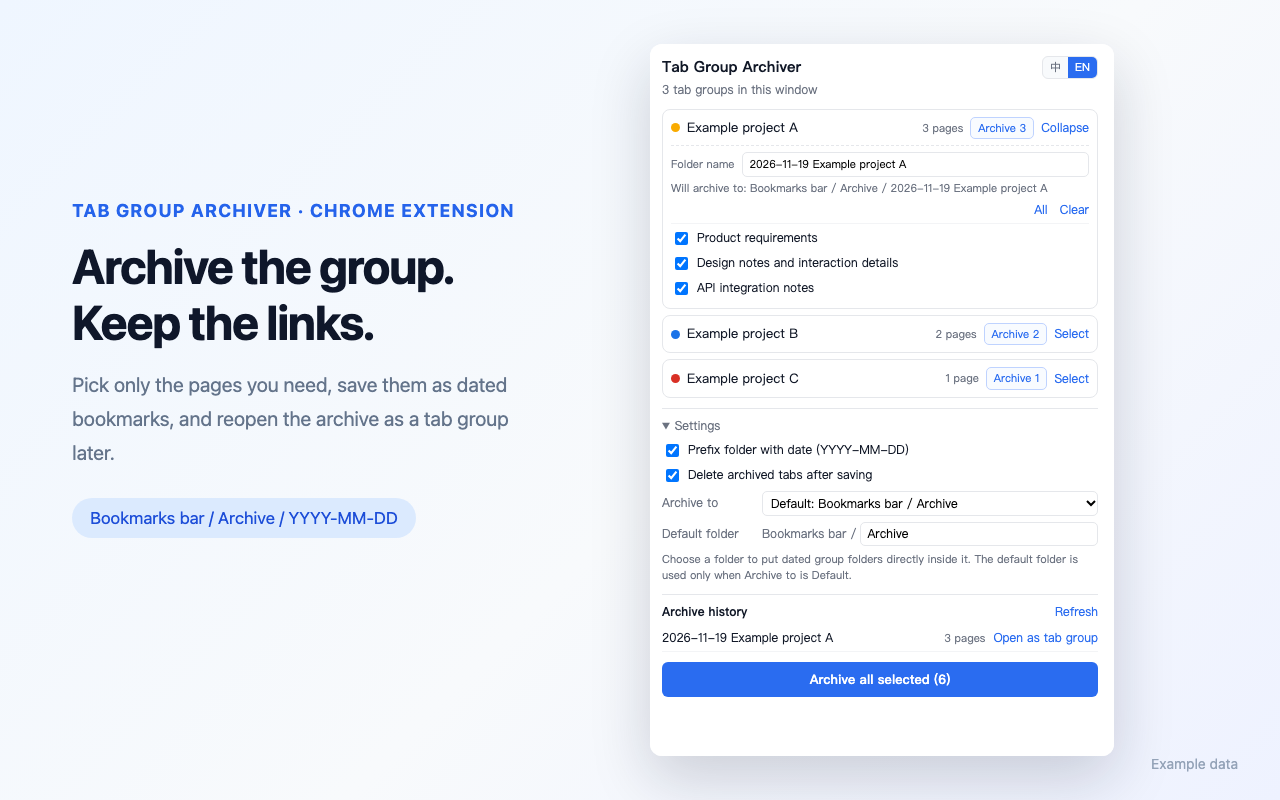 TAB GROUP ARCHIVER · CHROME EXTENSION
Archive the group.
Keep the links.
Pick only the pages you need, save them as dated
bookmarks, and reopen the archive as a tab group
later.
Bookmarks bar / Archive / YYYY-MM-DD
Tab Group Archiver
中 EN
3 tab groups in this window
Example project A 3 pages Archive 3 Collapse
Folder name 2026-11-19 Example project A
Will archive to: Bookmarks bar / Archive / 2026-11-19 Example project A
All Clear
Product requirements
Design notes and interaction details
API integration notes
Example project B 2 pages Archive 2 Select
Example project C 1 page Archive 1 Select
▼ Settings
Prefix folder with date (YYYY-MM-DD)
Delete archived tabs after saving
Archive to Default: Bookmarks bar / Archive
Default folder Bookmarks bar / Archive
Choose a folder to put dated group folders directly inside it. The default folder is
used only when Archive to is Default.
Archive history Refresh
2026-11-19 Example project A 3 pages Open as tab group
Archive all selected (6)
Example data